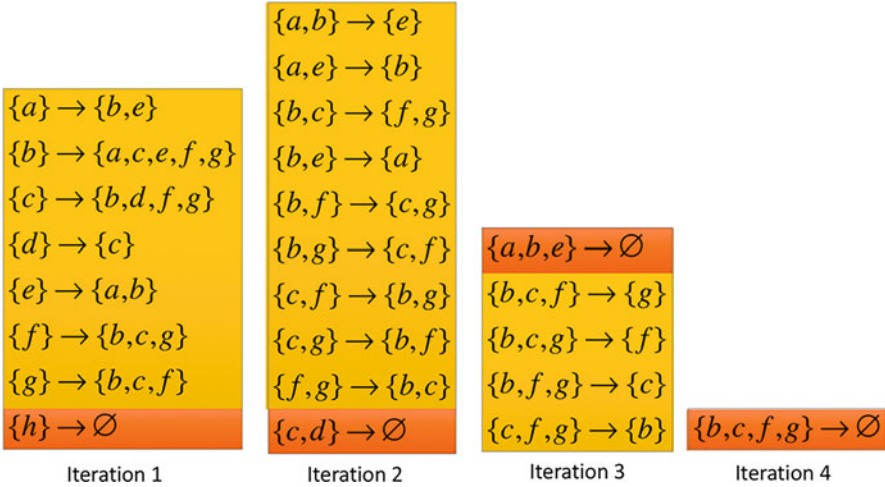 {a} → {b,e}
{b} → {a,c,e,f,g}
{c} → {b,d,f,g}
{d} → {c}
{e} → {a,b}
{f} → {b,c,g}
{g} → {b,c,f}
{h} → ∅
Iteration 1
{a,b} → {e}
{a,e} → {b}
{b,c} → {f,g}
{b,e} → {a}
{b,f} → {c,g}
{b,g} → {c,f}
{c,f} → {b,g}
{c,g} → {b,f}
{f,g} → {b,c}
{c,d} → ∅
Iteration 2
{a,b,e} → ∅
{b,c,f} → {g}
{b,c,g} → {f}
{b,f,g} → {c}
{c,f,g} → {b}
Iteration 3
{b,c,f,g} → ∅
Iteration 4